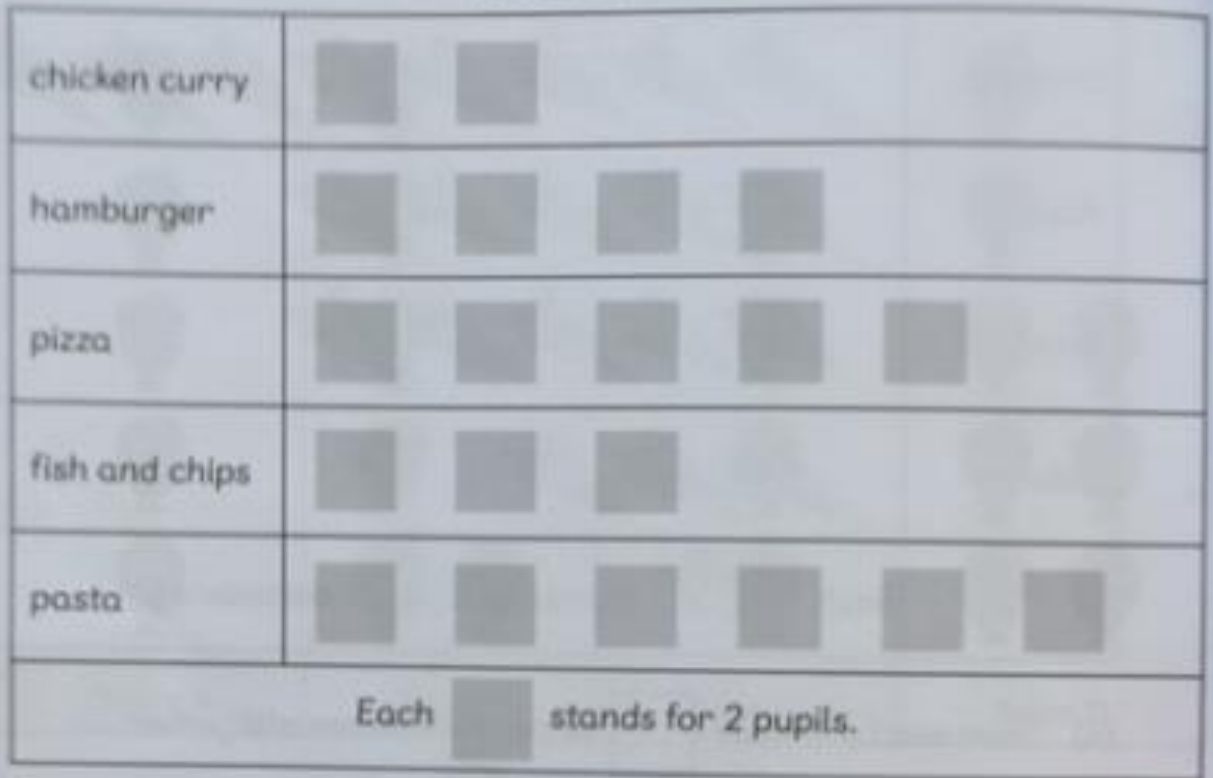 chicken curry
hamburger
pizza
fish and chips
pasta
Each stands for 2 pupils.